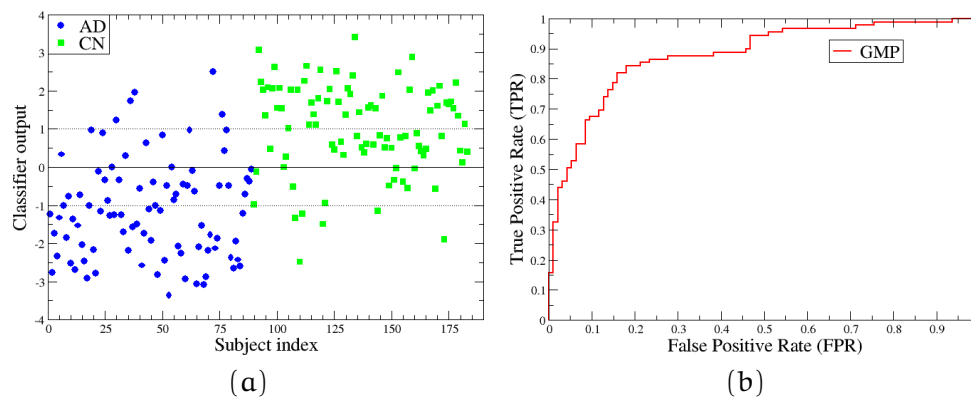 AD
CN
4
3
2
1
0
-1
-2
-3
-4
Classifier output
0 25 50 75 100 125 150 175
Subject index
(a)
1
0.9
0.8
0.7
0.6
0.5
0.4
0.3
0.2
0.1
0
True Positive Rate (TPR)
GMP
0 0.1 0.2 0.3 0.4 0.5 0.6 0.7 0.8 0.9
False Positive Rate (FPR)
(b)